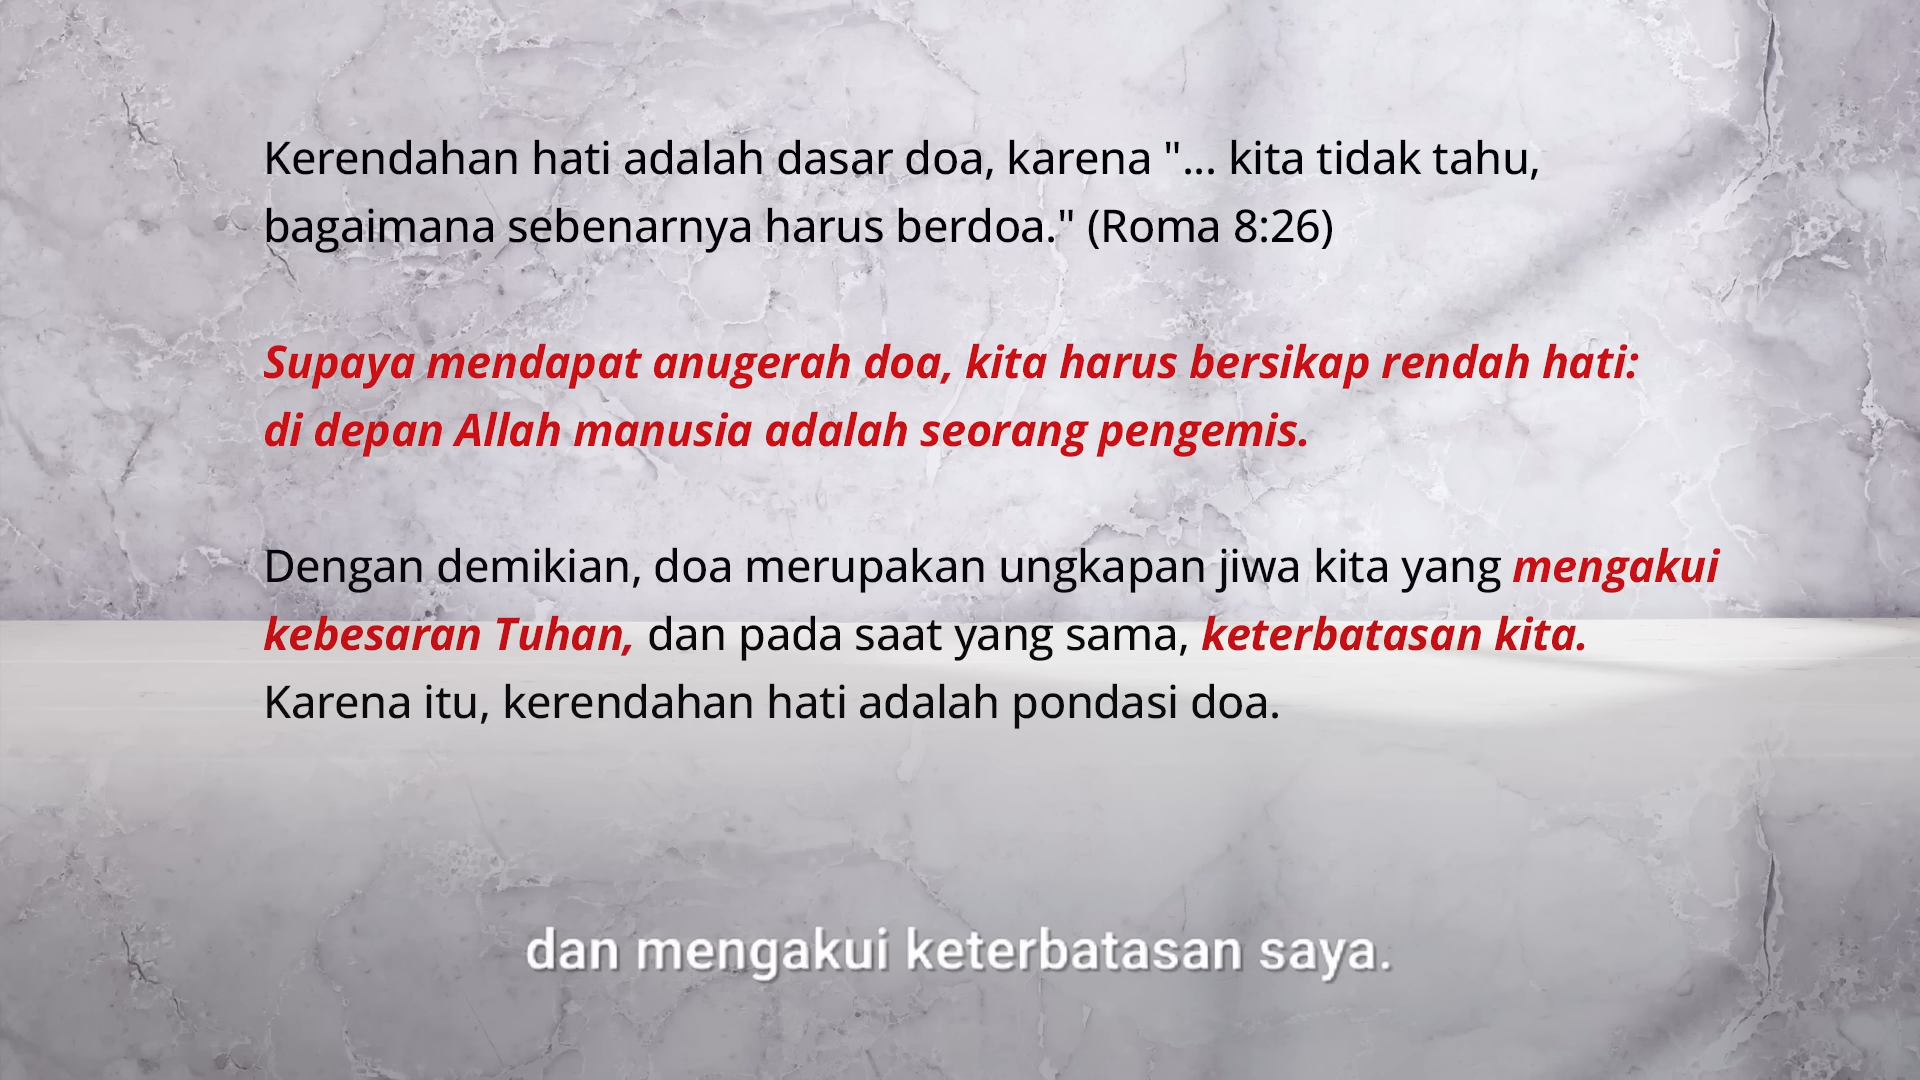 Kerendahan hati adalah dasar doa, karena "... kita tidak tahu,
bagaimana sebenarnya harus berdoa." (Roma 8:26)
Supaya mendapat anugerah doa, kita harus bersikap rendah hati:
di depan Allah manusia adalah seorang pengemis.
Dengan demikian, doa merupakan ungkapan jiwa kita yang mengakui
kebesaran Tuhan, dan pada saat yang sama, keterbatasan kita.
Karena itu, kerendahan hati adalah pondasi doa.
dan mengakui keterbatasan saya.